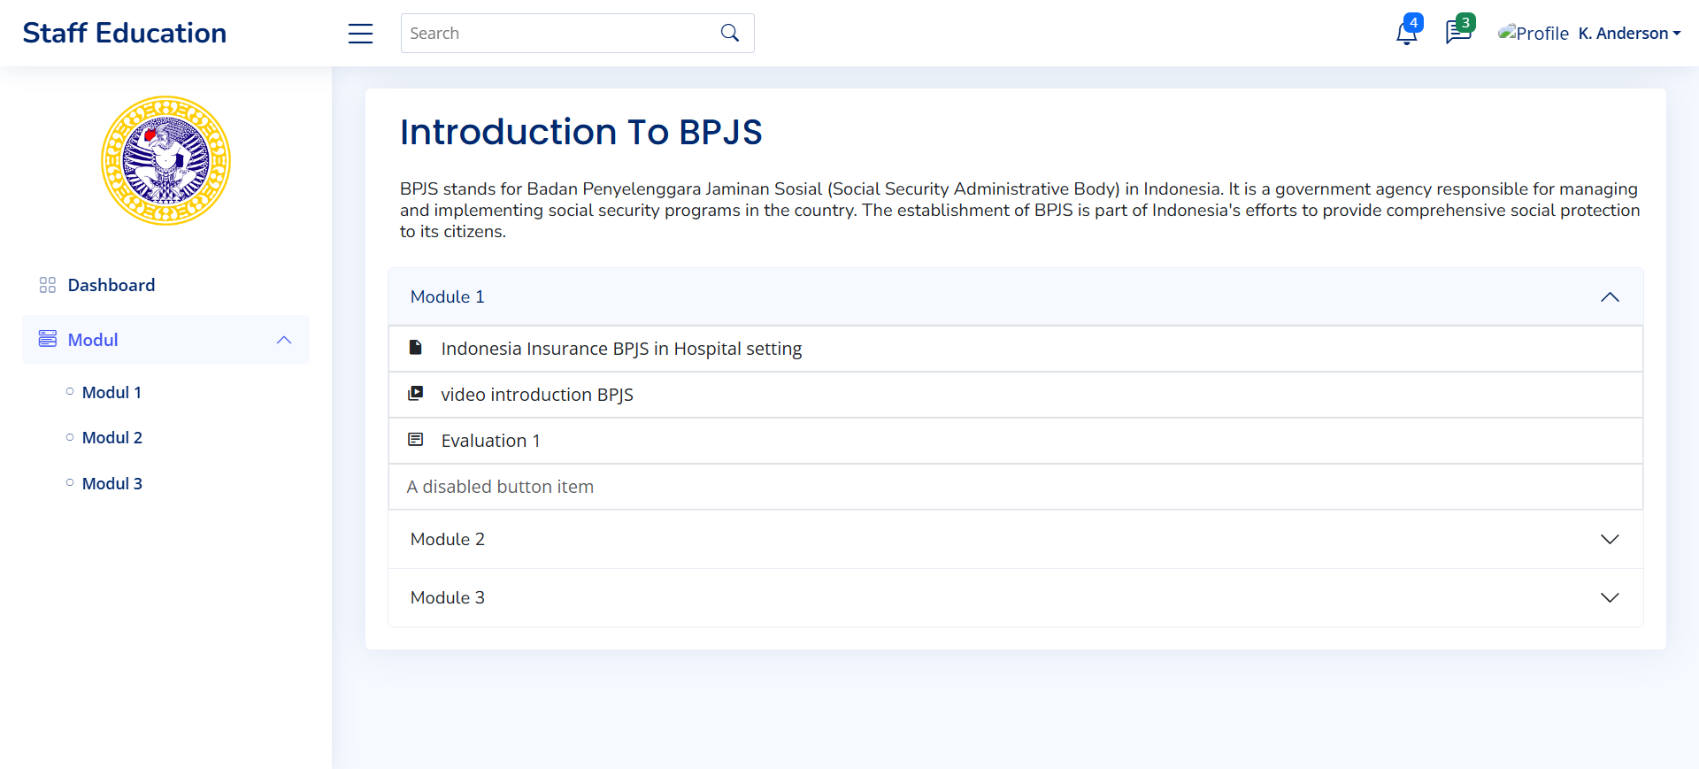 Staff Education
Search
4
3
Profile K. Anderson
Dashboard
Modul
Modul 1
Modul 2
Modul 3
Introduction To BPJS
BPJS stands for Badan Penyelenggara Jaminan Sosial (Social Security Administrative Body) in Indonesia. It is a government agency responsible for managing
and implementing social security programs in the country. The establishment of BPJS is part of Indonesia's efforts to provide comprehensive social protection
to its citizens.
Module 1
Indonesia Insurance BPJS in Hospital setting
video introduction BPJS
Evaluation 1
A disabled button item
Module 2
Module 3